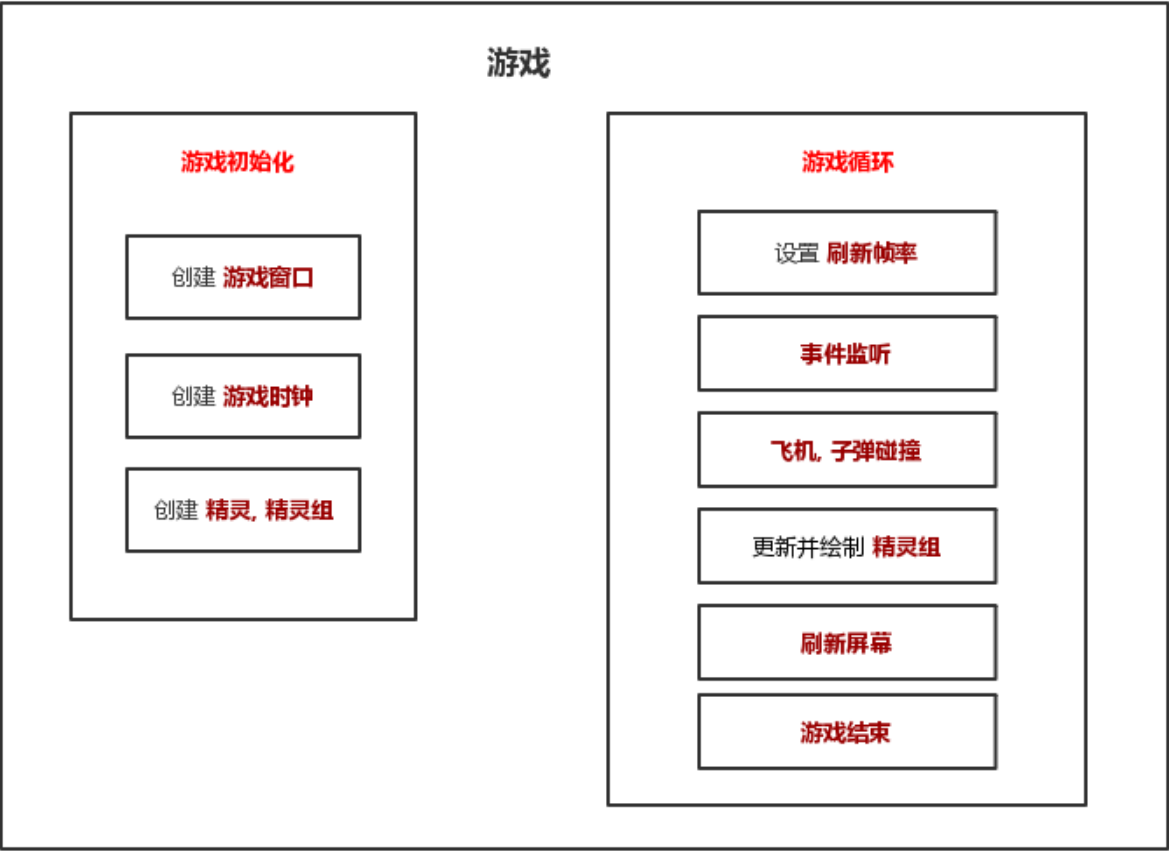 游戏
游戏初始化
创建 游戏窗口
创建 游戏时钟
创建 精灵, 精灵组
游戏循环
设置 刷新帧率
事件监听
飞机, 子弹碰撞
更新并绘制 精灵组
刷新屏幕
游戏结束